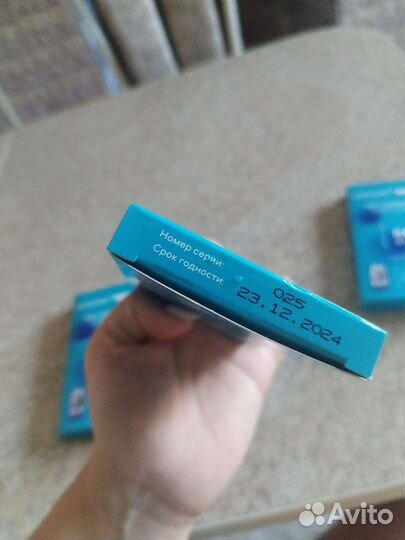 Номер серии:
Срок годности:
025
23.12.2024
Avito